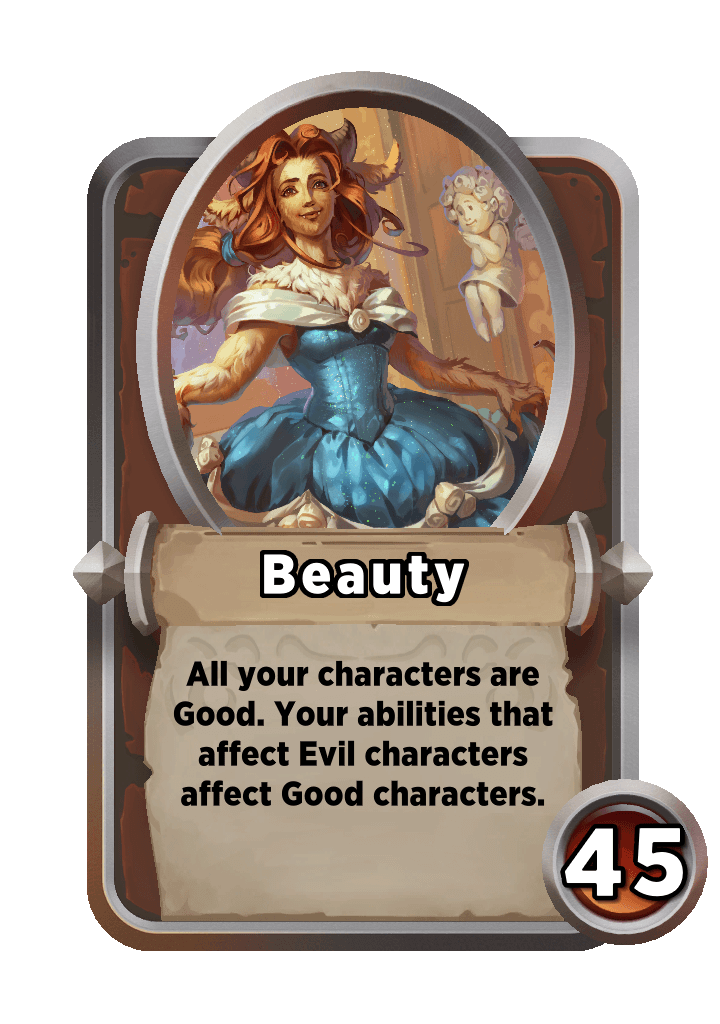 Beauty
All your characters are
Good. Your abilities that
affect Evil characters
affect Good characters.
45